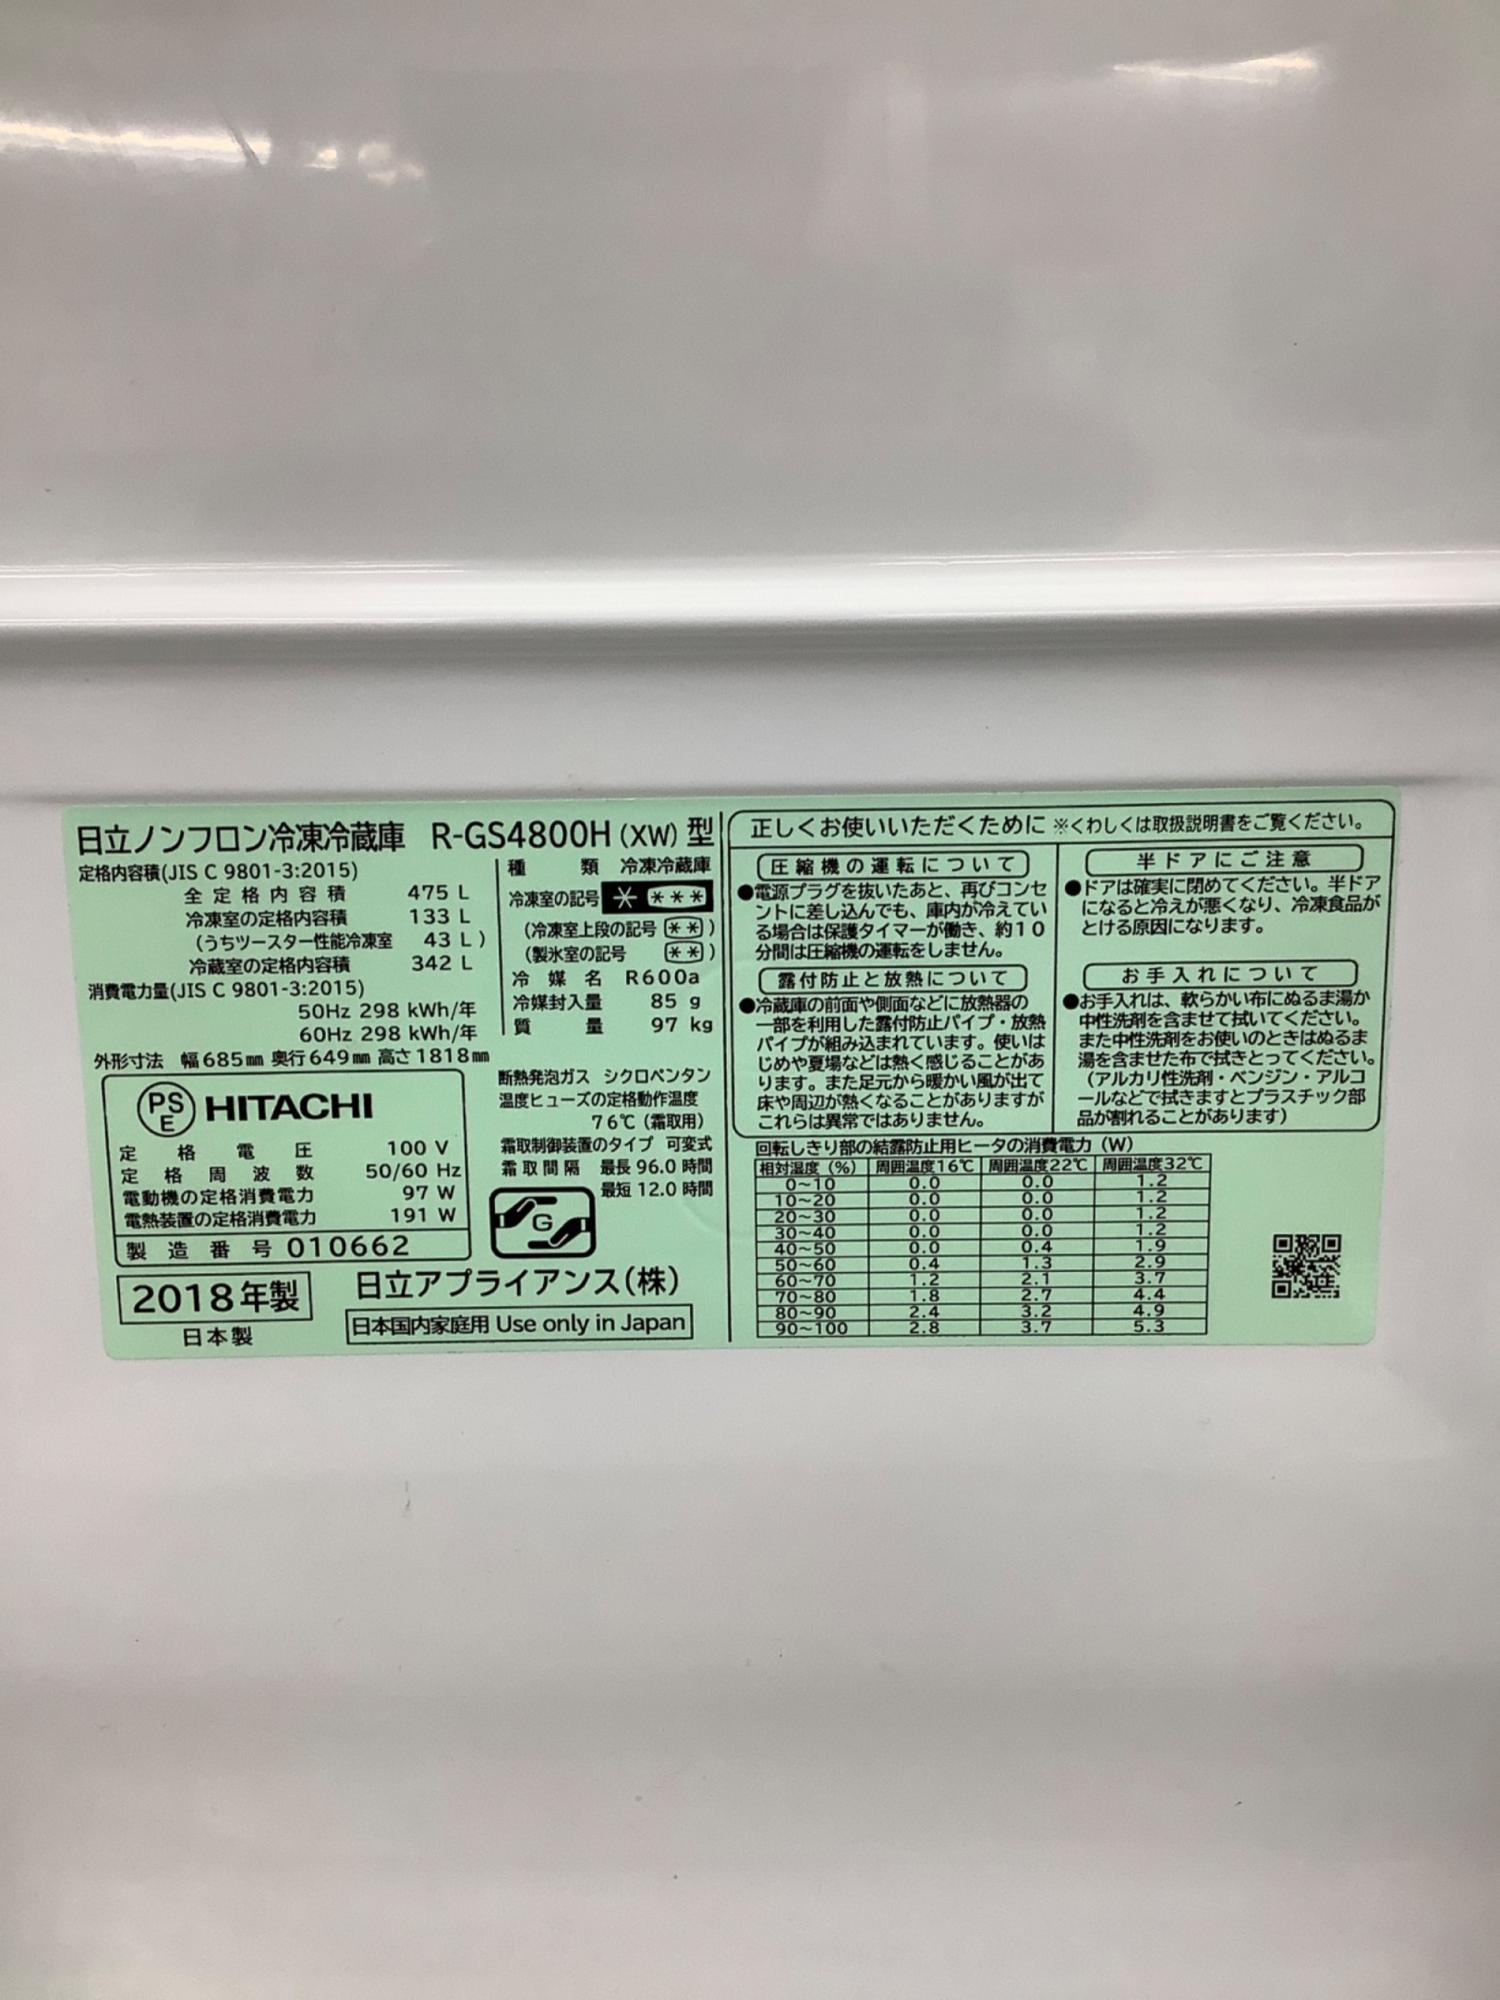 日立ノンフロン冷凍冷蔵庫 R-GS4800H (XW) 型
定格内容積(JIS C 9801-3:2015)
全定格内容積 475 L
冷凍室の定格内容積 133 L
(うちツースター性能冷凍室 43 L)
冷蔵室の定格内容積 342 L
消費電力量(JIS C 9801-3:2015)
50Hz 298 kWh/年
60Hz 298 kWh/年
外形寸法 幅685mm 奥行649mm 高さ1818mm
種類 冷凍冷蔵庫
冷凍室の記号 * ***
(冷凍室上段の記号 **)
(製氷室の記号 **)
冷媒名 R600a
冷媒封入量 85 g
質量 97 kg
PS
E
HITACHI
定格電圧 100 V
定格周波数 50/60 Hz
電動機の定格消費電力 97 W
電熱装置の定格消費電力 191 W
製造番号 010662
断熱発泡ガス シクロペンタン
温度ヒューズの定格動作温度
76℃(霜取用)
霜取制御装置のタイプ 可変式
霜取間隔 最長 96.0 時間
最短 12.0 時間
G
2018年製
日本製
日立アプライアンス(株)
日本国内家庭用 Use only in Japan
正しくお使いいただくために ※くわしくは取扱説明書をご覧ください。
圧縮機の運転について
●電源プラグを抜いたあと、再びコンセ
ントに差し込んでも、庫内が冷えてい
る場合は保護タイマーが働き、約10
分間は圧縮機の運転をしません。
露付防止と放熱について
●冷蔵庫の前面や側面などに放熱器の
一部を利用した露付防止パイプ・放熱
パイプが組み込まれています。使いは
じめや夏場などは熱く感じることがあ
ります。また足元から暖かい風が出て
床や周辺が熱くなることがありますが
これらは異常ではありません。
半ドアにご注意
●ドアは確実に閉めてください。半ドア
になると冷えが悪くなり、冷凍食品が
とける原因になります。
お手入れについて
●お手入れは、軟らかい布にぬるま湯か
中性洗剤を含ませて拭いてください。
また中性洗剤をお使いのときはぬるま
湯を含ませた布で拭きとってください。
(アルカリ性洗剤・ベンジン・アルコ
ールなどで拭きますとプラスチック部
品が割れることがあります)
回転しきり部の結露防止用ヒータの消費電力(W)
相対湿度(%) 周囲温度16℃ 周囲温度22℃ 周囲温度32℃
0~10 0.0 0.0 1.2
10~20 0.0 0.0 1.2
20~30 0.0 0.0 1.2
30~40 0.0 0.0 1.2
40~50 0.0 0.4 1.9
50~60 0.4 1.3 2.9
60~70 1.2 2.1 3.7
70~80 1.8 2.7 4.4
80~90 2.4 3.2 4.9
90~100 2.8 3.7 5.3